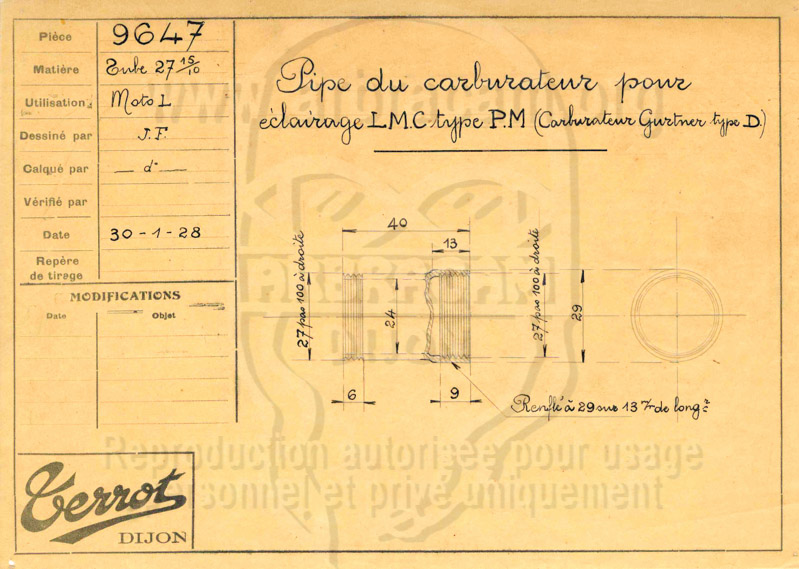 Pièce 9647
Matière Tube 27 15/10
Utilisation Moto L
Dessiné par J.F.
Calqué par — d° —
Vérifié par
Date 30-1-28
Repère
de tirage
MODIFICATIONS
Date Objet
Pipe du carburateur pour
éclairage L.M.C. type P.M (Carburateur Gurtner type D.)
40
13
27 pas 100 à droite
24
27 pas 100 à droite
29
6
9
Renflé à 29 sur 13 m/m de longr
DIJON
Reproduction autorisée pour usage
personnel et privé uniquement
Terrot
DIJON